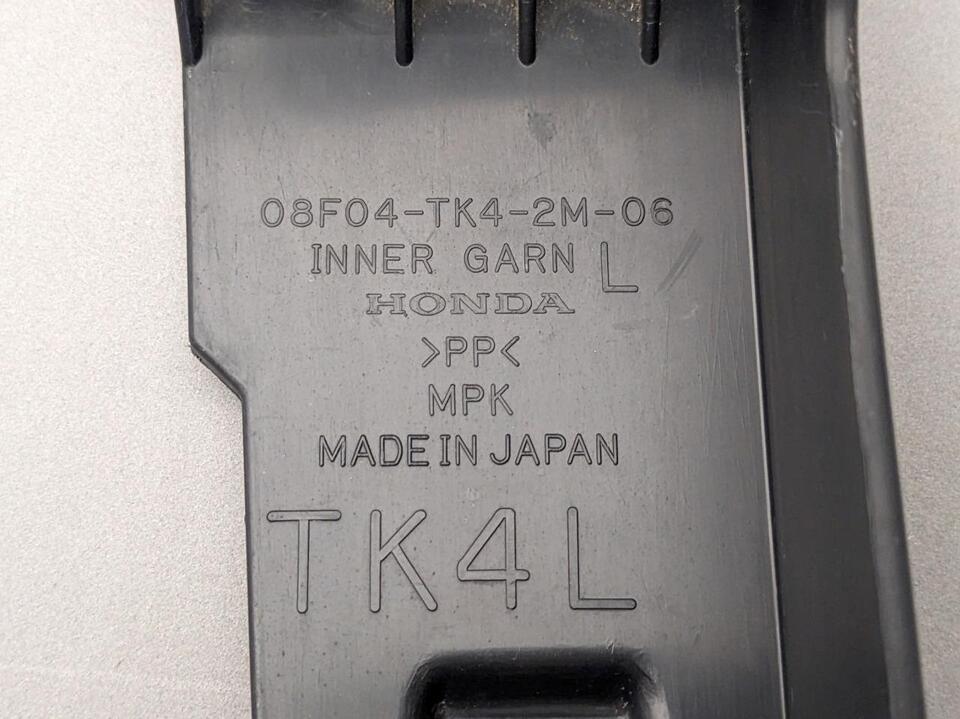 08F04-TK4-2M-06
INNER GARN L
HONDA
>PP<
MPK
MADE IN JAPAN
TK4L